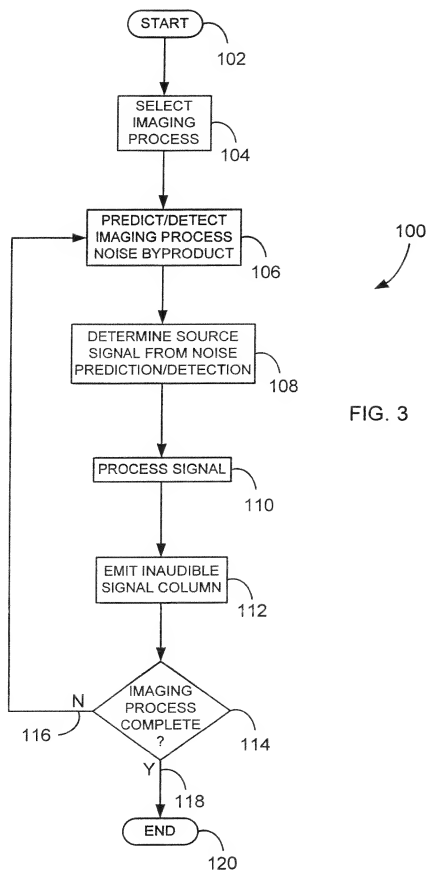 START
102
SELECT
IMAGING
PROCESS
104
PREDICT/DETECT
IMAGING PROCESS
NOISE BYPRODUCT
106
100
DETERMINE SOURCE
SIGNAL FROM NOISE
PREDICTION/DETECTION
108
FIG. 3
PROCESS SIGNAL
110
EMIT INAUDIBLE
SIGNAL COLUMN
112
IMAGING
PROCESS
COMPLETE
?
114
N
116
Y
118
END
120